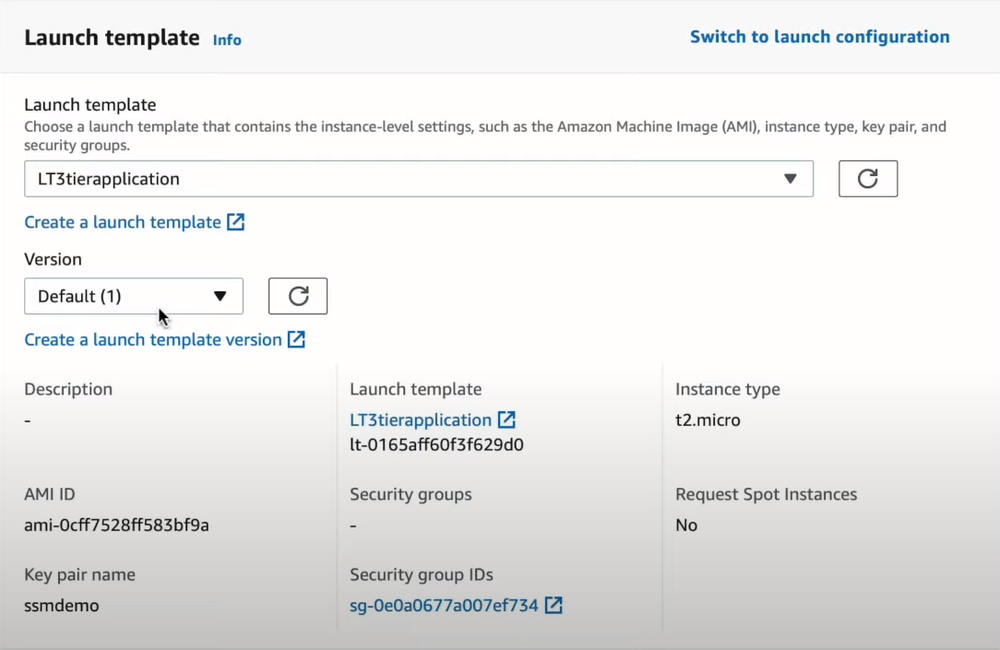 Launch template Info
Switch to launch configuration
Launch template
Choose a launch template that contains the instance-level settings, such as the Amazon Machine Image (AMI), instance type, key pair, and
security groups.
LT3tierapplication
Create a launch template
Version
Default (1)
Create a launch template version
Description
-
Launch template
LT3tierapplication
lt-0165aff60f3f629d0
Instance type
t2.micro
AMI ID
ami-0cff7528ff583bf9a
Security groups
-
Request Spot Instances
No
Key pair name
ssmdemo
Security group IDs
sg-0e0a0677a007ef734